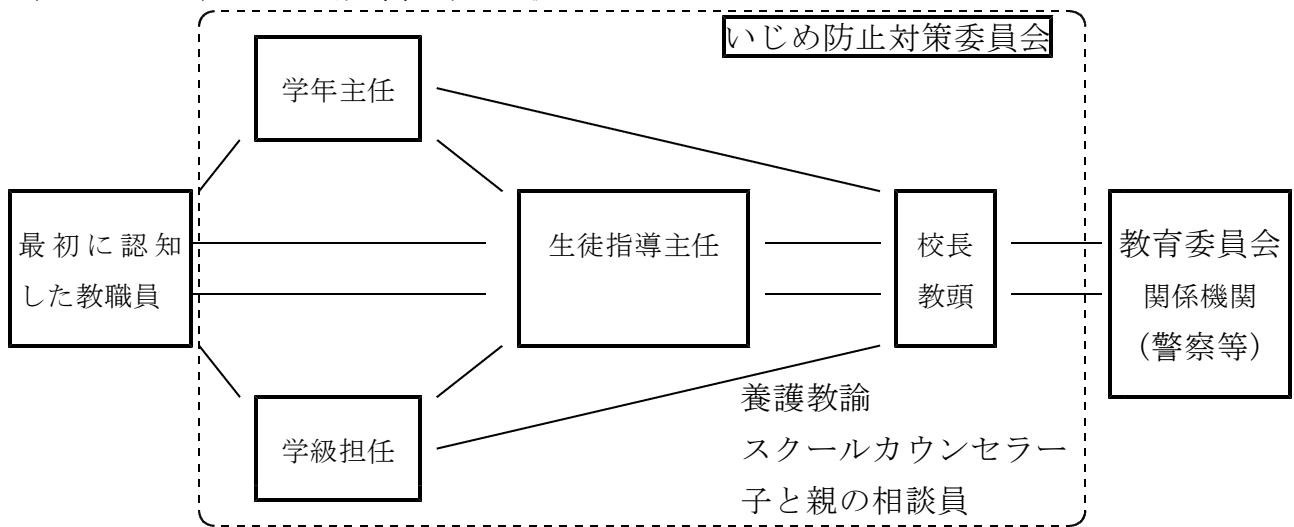 いじめ防止対策委員会
学年主任
最初に認知
した教職員
生徒指導主任
校長
教頭
教育委員会
関係機関
（警察等）
学級担任
養護教諭
スクールカウンセラー
子と親の相談員